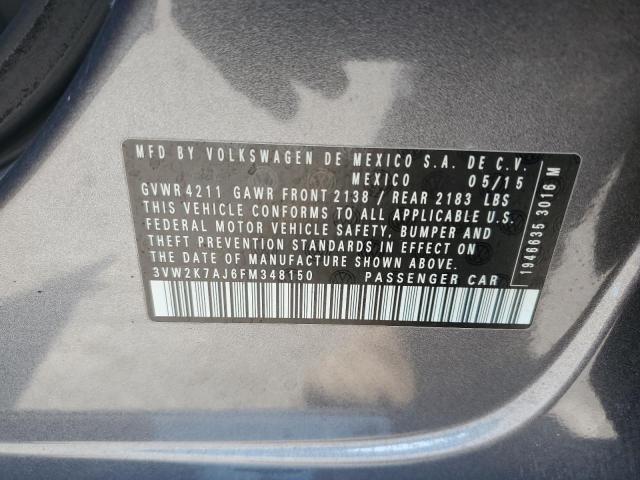 MFD BY VOLKSWAGEN DE MEXICO S.A. DE C.V.
MEXICO 05/15
GVWR 4211 GAWR FRONT 2138 / REAR 2183 LBS
THIS VEHICLE CONFORMS TO ALL APPLICABLE U.S.
FEDERAL MOTOR VEHICLE SAFETY, BUMPER AND
THEFT PREVENTION STANDARDS IN EFFECT ON
THE DATE OF MANUFACTURE SHOWN ABOVE
3VW2K7AJ6FM348150 PASSENGER CAR
1946635 3016 M